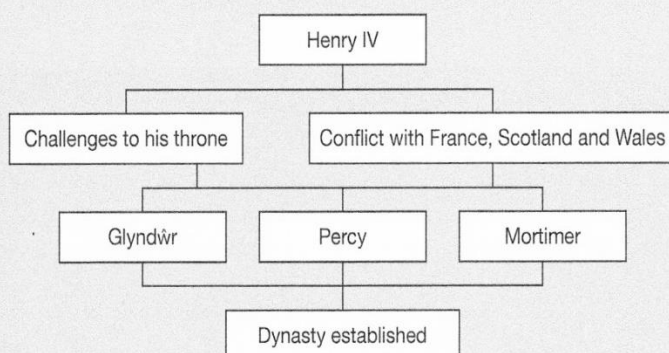 Henry IV
Challenges to his throne
Conflict with France, Scotland and Wales
Glyndŵr
Percy
Mortimer
Dynasty established